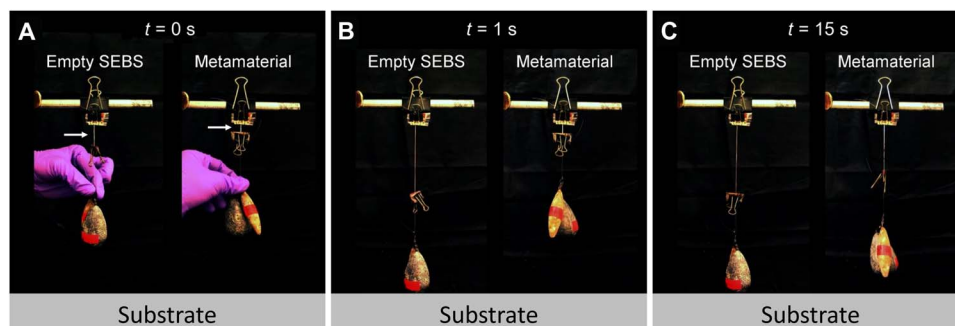 A
t = 0 s
Empty SEBS
Metamaterial
Substrate
B
t = 1 s
Empty SEBS
Metamaterial
Substrate
C
t = 15 s
Empty SEBS
Metamaterial
Substrate